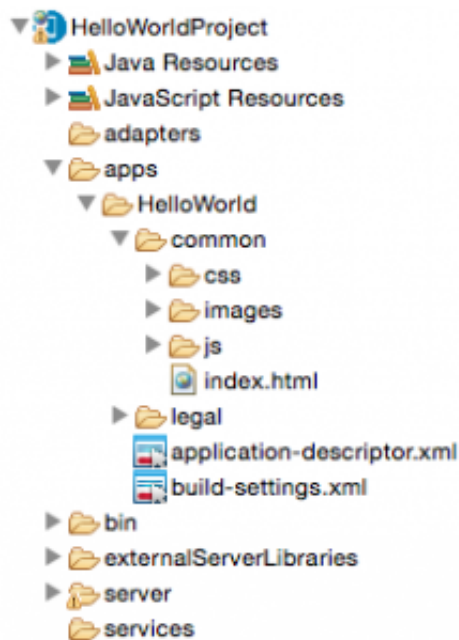 HelloWorldProject
Java Resources
JavaScript Resources
adapters
apps
HelloWorld
common
css
images
js
index.html
legal
application-descriptor.xml
build-settings.xml
bin
externalServerLibraries
server
services